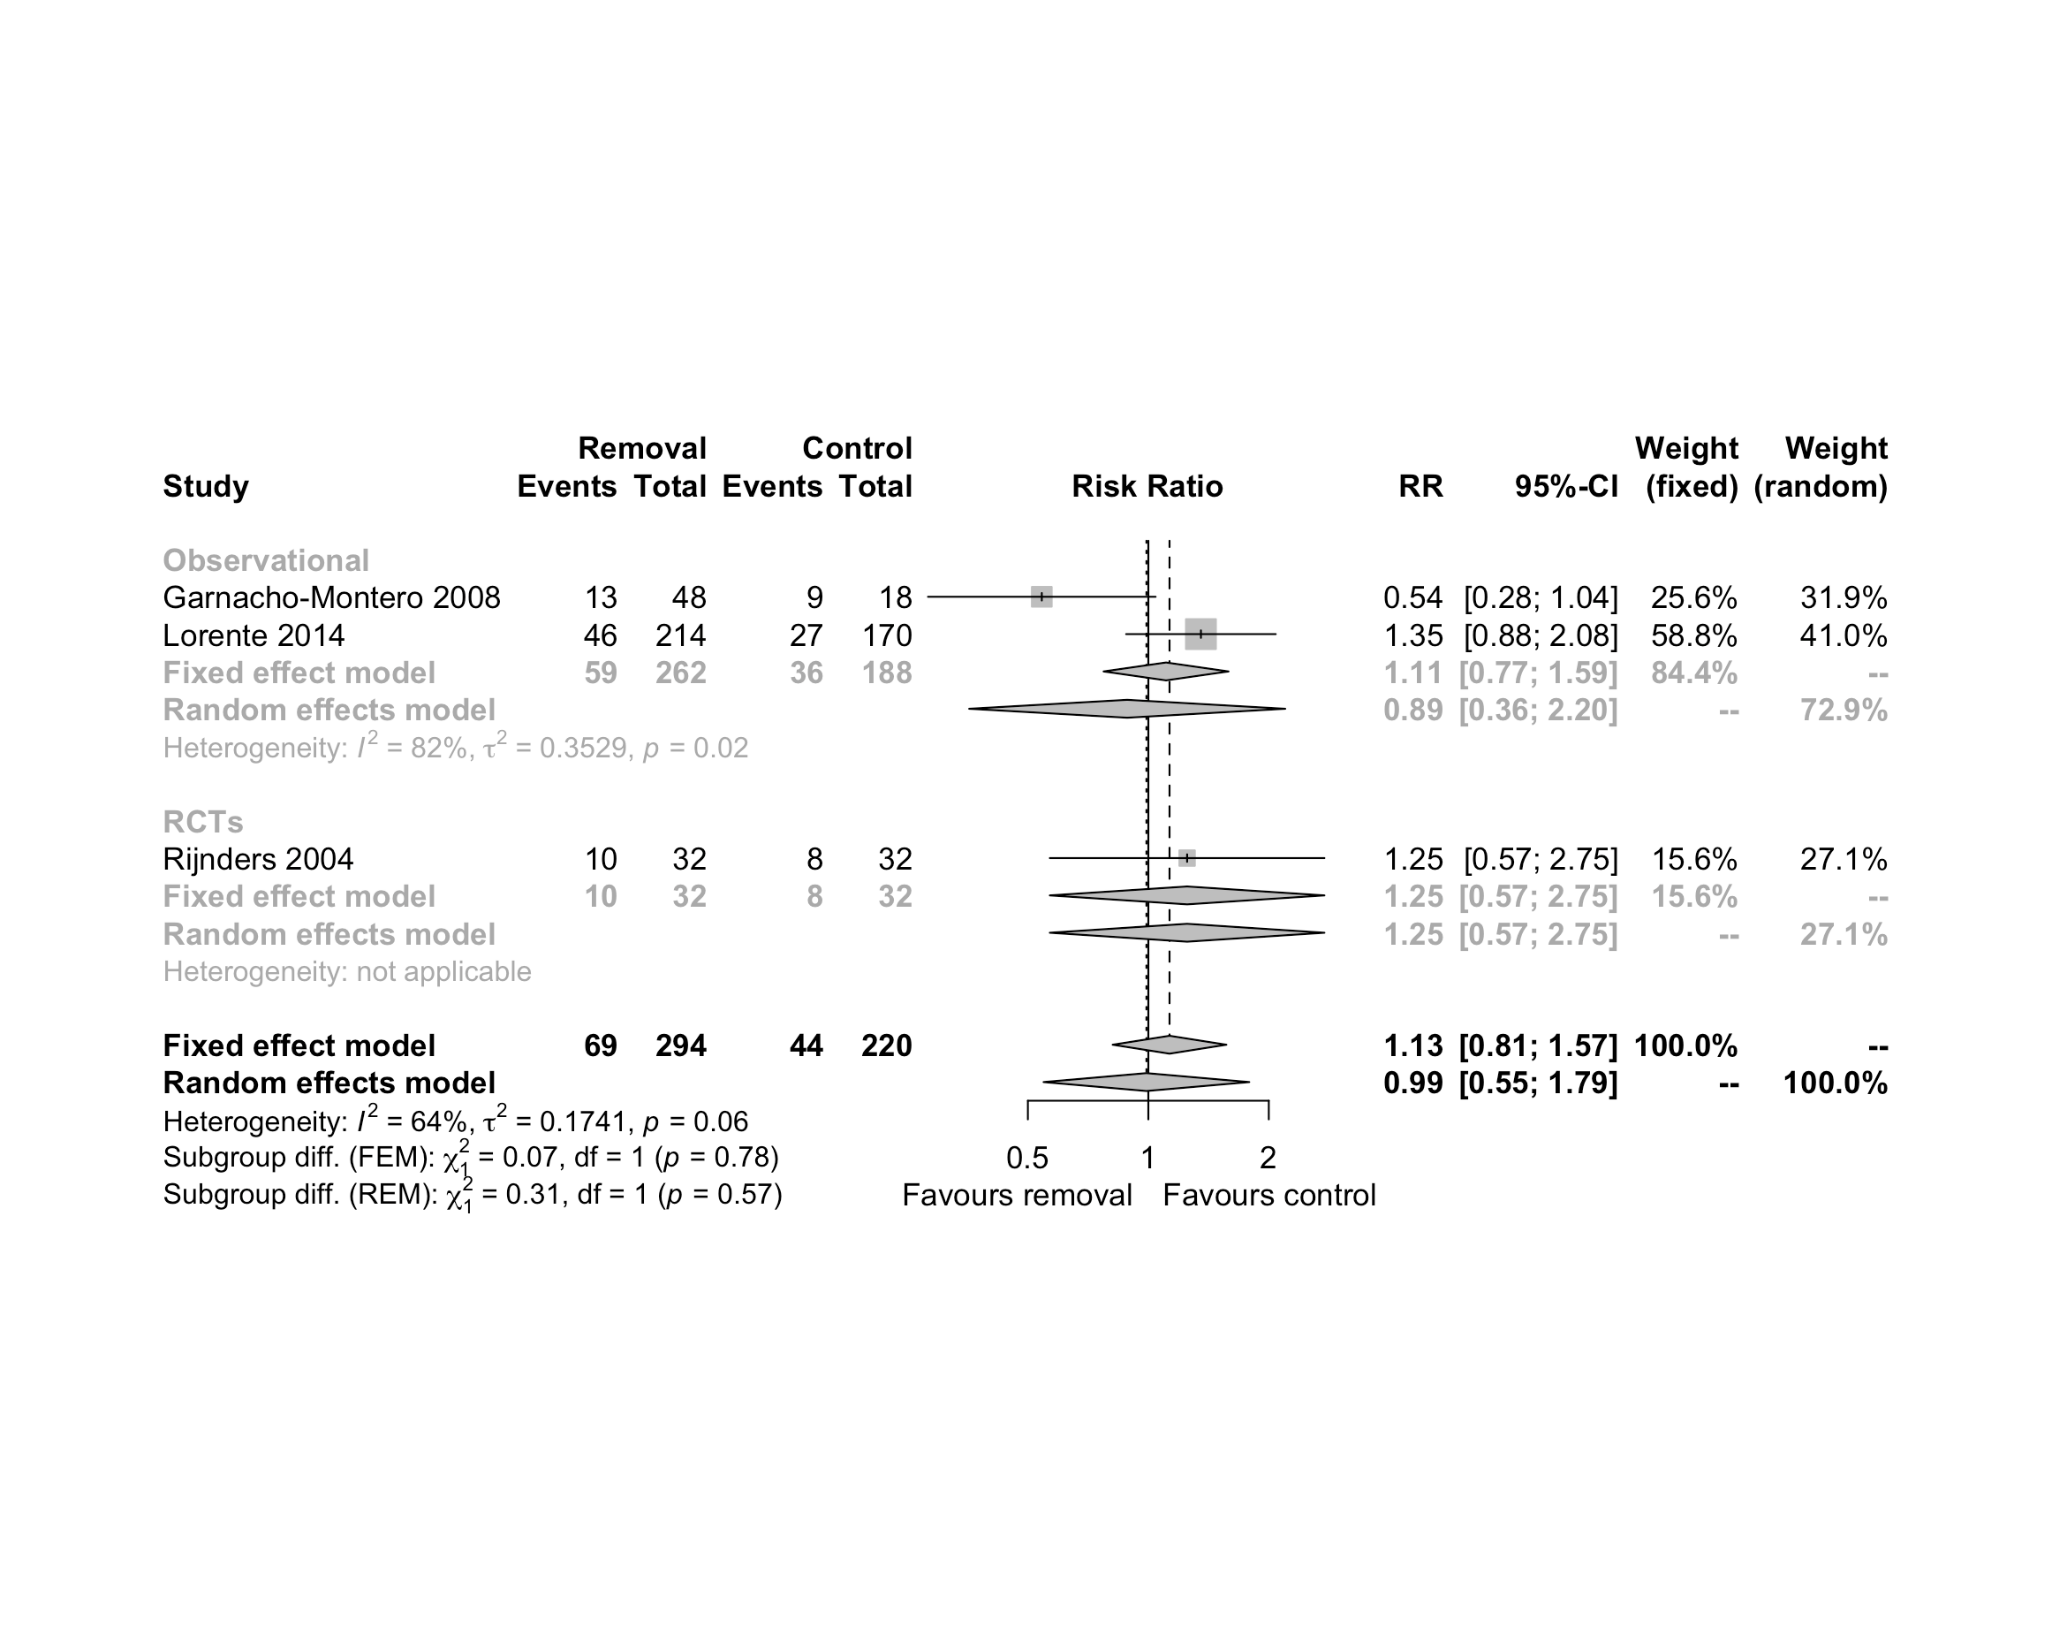 Removal Control Weight Weight
Study Events Total Events Total Risk Ratio RR 95%-CI (fixed) (random)
Observational
Garnacho-Montero 2008 13 48 9 18 0.54 [0.28; 1.04] 25.6% 31.9%
Lorente 2014 46 214 27 170 1.35 [0.88; 2.08] 58.8% 41.0%
Fixed effect model 59 262 36 188 1.11 [0.77; 1.59] 84.4% --
Random effects model 0.89 [0.36; 2.20] -- 72.9%
Heterogeneity: I² = 82%, τ² = 0.3529, p = 0.02
RCTs
Rijnders 2004 10 32 8 32 1.25 [0.57; 2.75] 15.6% 27.1%
Fixed effect model 10 32 8 32 1.25 [0.57; 2.75] 15.6% --
Random effects model 1.25 [0.57; 2.75] -- 27.1%
Heterogeneity: not applicable
Fixed effect model 69 294 44 220 1.13 [0.81; 1.57] 100.0% --
Random effects model 0.99 [0.55; 1.79] -- 100.0%
Heterogeneity: I² = 64%, τ² = 0.1741, p = 0.06
Subgroup diff. (FEM): χ²₁ = 0.07, df = 1 (p = 0.78) 0.5 1 2
Subgroup diff. (REM): χ²₁ = 0.31, df = 1 (p = 0.57) Favours removal Favours control